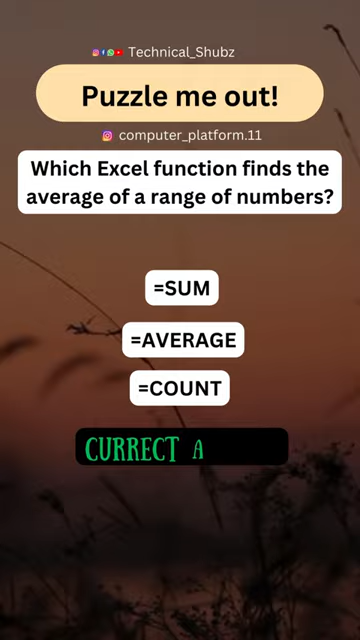 Technical_Shubz
Puzzle me out!
computer_platform.11
Which Excel function finds the
average of a range of numbers?
=SUM
=AVERAGE
=COUNT
CURRECT A